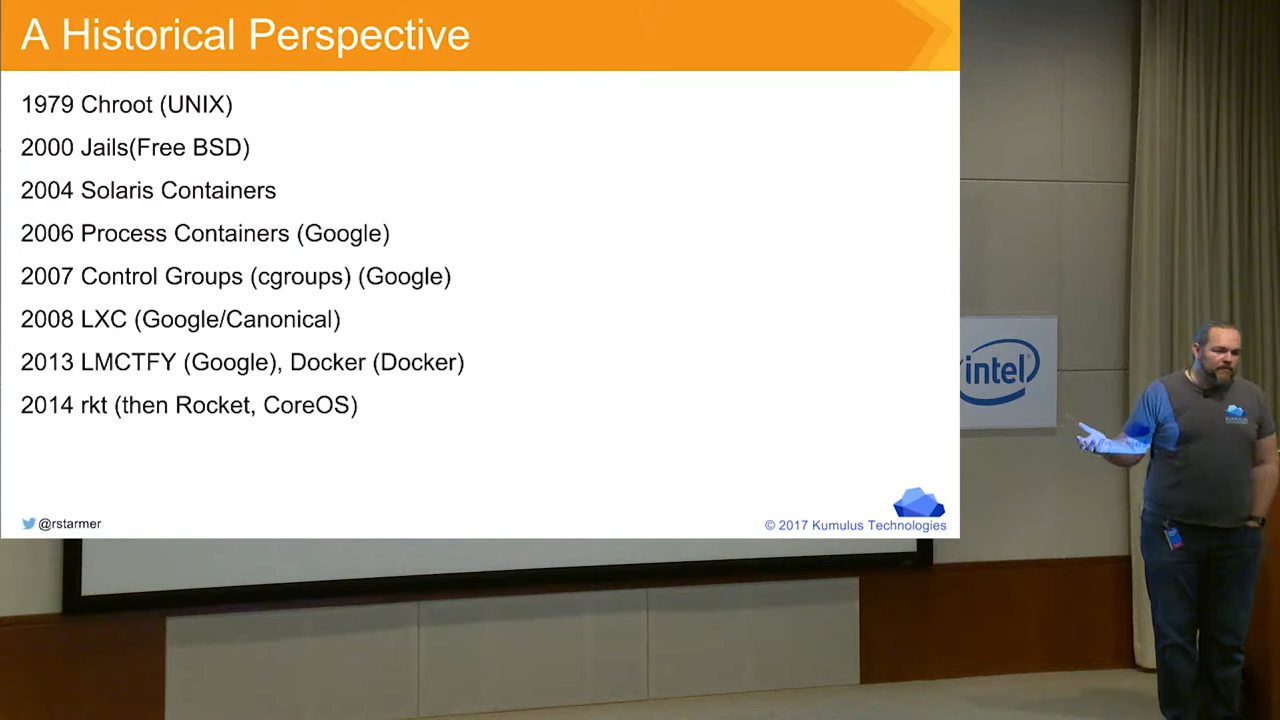 A Historical Perspective
1979 Chroot (UNIX)
2000 Jails(Free BSD)
2004 Solaris Containers
2006 Process Containers (Google)
2007 Control Groups (cgroups) (Google)
2008 LXC (Google/Canonical)
2013 LMCTFY (Google), Docker (Docker)
2014 rkt (then Rocket, CoreOS)
@rstarmer
© 2017 Kumulus Technologies
intel
KUMULUS